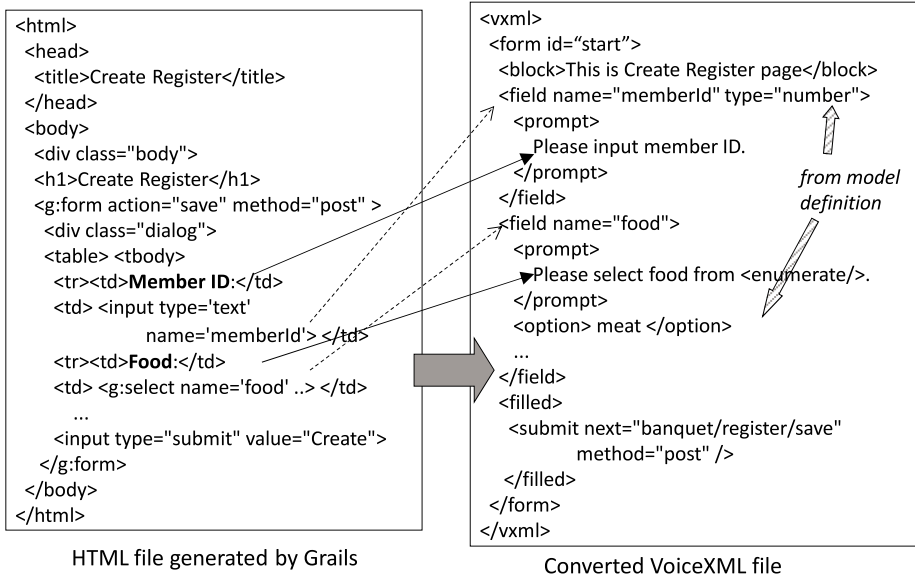 <html>
<head>
<title>Create Register</title>
</head>
<body>
<div class="body">
<h1>Create Register</h1>
<g:form action="save" method="post" >
<div class="dialog">
<table> <tbody>
<tr><td>Member ID:</td>
<td> <input type='text'
name='memberId'> </td>
<tr><td>Food:</td>
<td> <g:select name='food' ..> </td>
...
<input type="submit" value="Create">
</g:form>
</body>
</html>
HTML file generated by Grails
<vxml>
<form id=“start”>
<block>This is Create Register page</block>
<field name="memberId" type="number">
<prompt>
Please input member ID.
</prompt>
</field>
<field name="food">
<prompt>
Please select food from <enumerate/>.
</prompt>
<option> meat </option>
...
</field>
<filled>
<submit next="banquet/register/save"
method="post" />
</filled>
</form>
</vxml>
from model
definition
Converted VoiceXML file